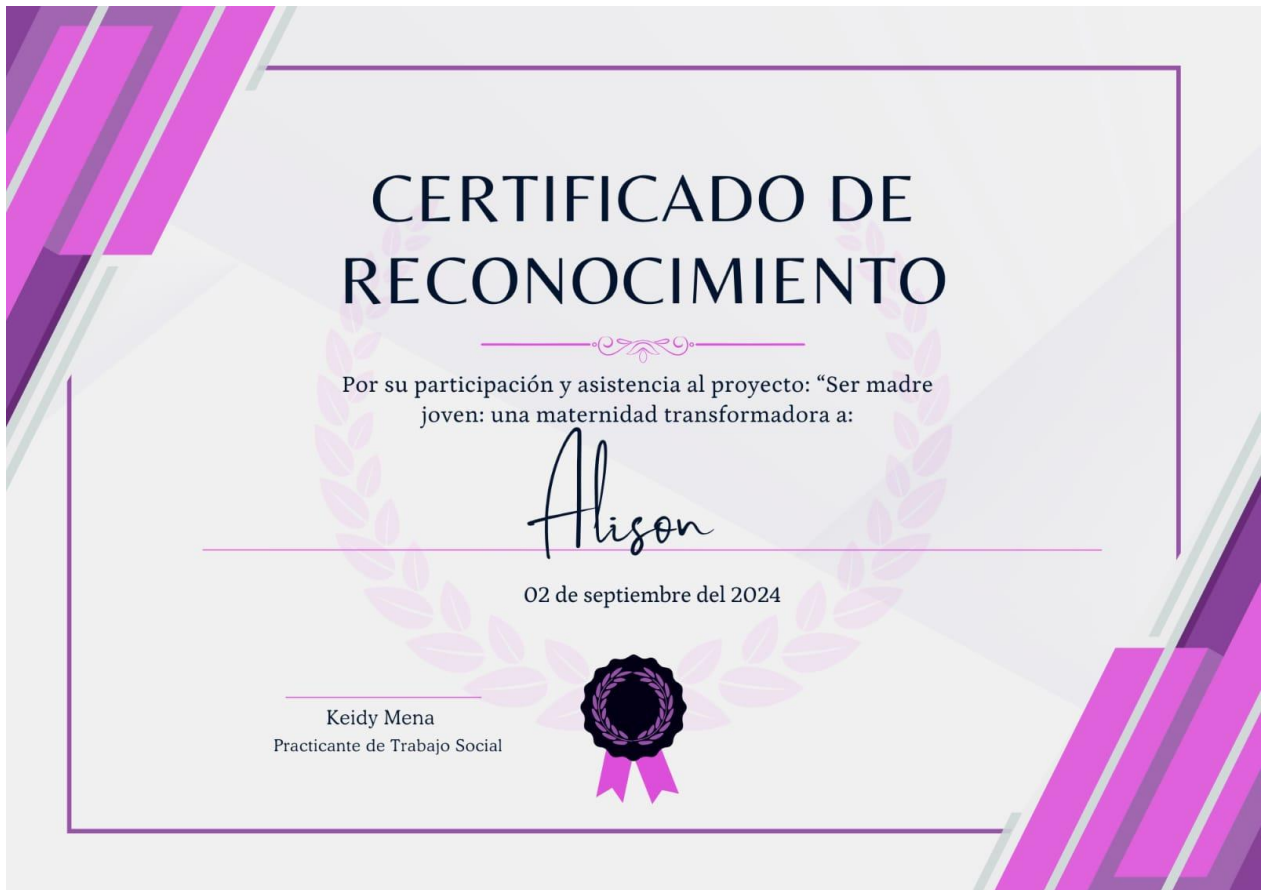 CERTIFICADO DE
RECONOCIMIENTO
Por su participación y asistencia al proyecto: “Ser madre
joven: una maternidad transformadora a:
Alison
02 de septiembre del 2024
Keidy Mena
Practicante de Trabajo Social